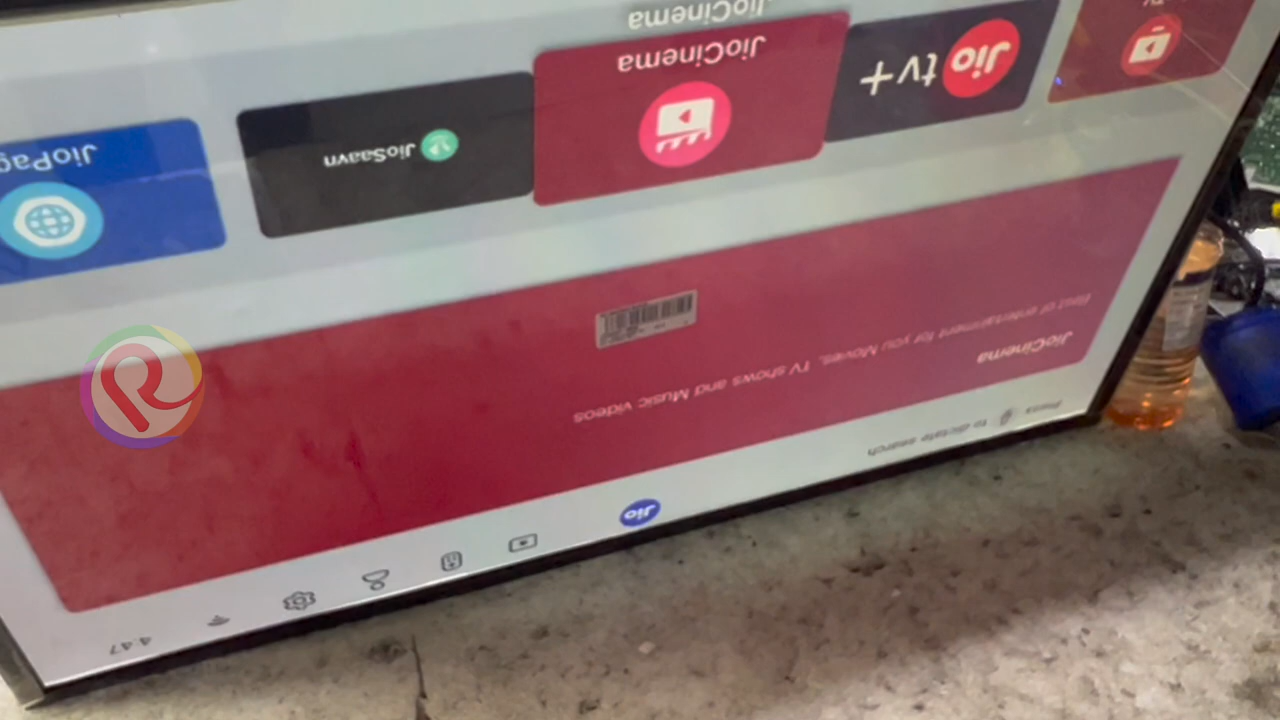 4:47
Jio
Press to dictate search
JioCinema
Best of entertainment for you Movies, TV shows and Music videos
Jio tv+
JioCinema
JioSaavn
JioPag
JioCinema
R